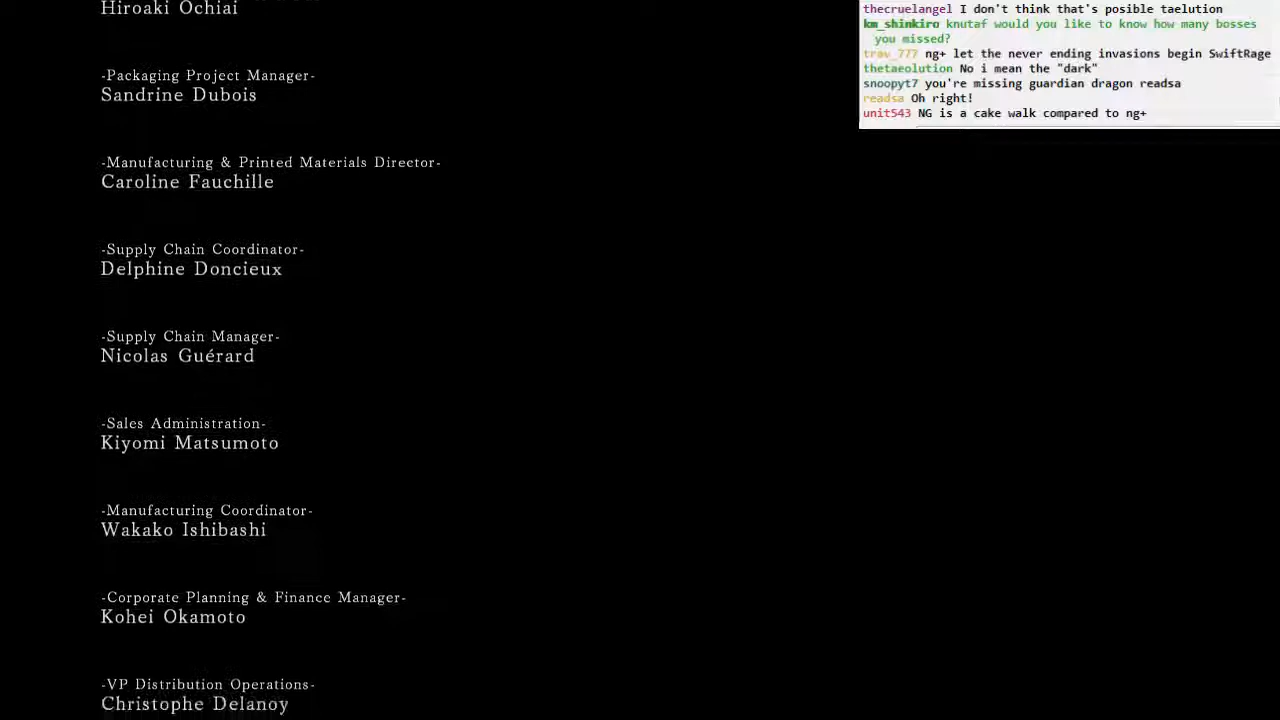 Hiroaki Ochiai
-Packaging Project Manager-
Sandrine Dubois
-Manufacturing & Printed Materials Director-
Caroline Fauchille
-Supply Chain Coordinator-
Delphine Doncieux
-Supply Chain Manager-
Nicolas Guérard
-Sales Administration-
Kiyomi Matsumoto
-Manufacturing Coordinator-
Wakako Ishibashi
-Corporate Planning & Finance Manager-
Kohei Okamoto
-VP Distribution Operations-
Christophe Delanoy
thecruelangel I don't think that's posible taelution
km_shinkiro knutaf would you like to know how many bosses
you missed?
trav_777 ng+ let the never ending invasions begin SwiftRage
thetaeolution No i mean the "dark"
snoopyt7 you're missing guardian dragon readsa
readsa Oh right!
unit543 NG is a cake walk compared to ng+